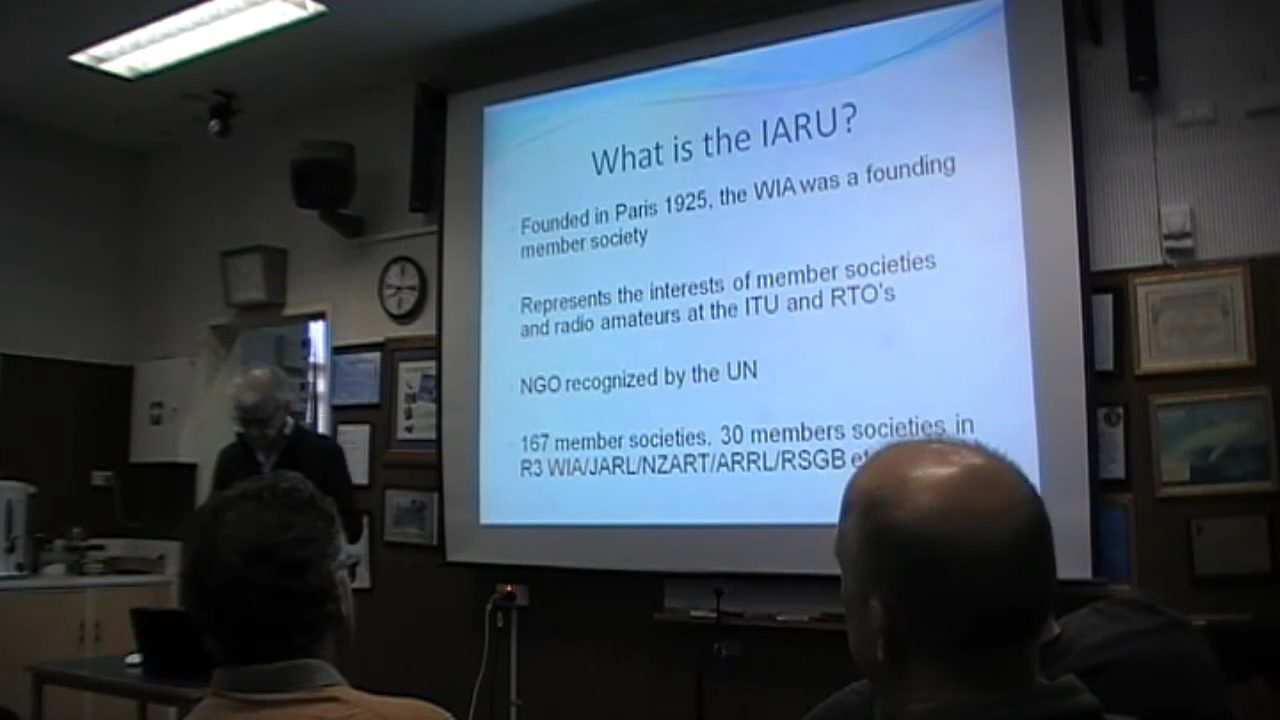 What is the IARU?
Founded in Paris 1925, the WIA was a founding
member society
Represents the interests of member societies
and radio amateurs at the ITU and RTO's
NGO recognized by the UN
167 member societies. 30 members societies in
R3 WIA/JARL/NZART/ARRL/RSGB